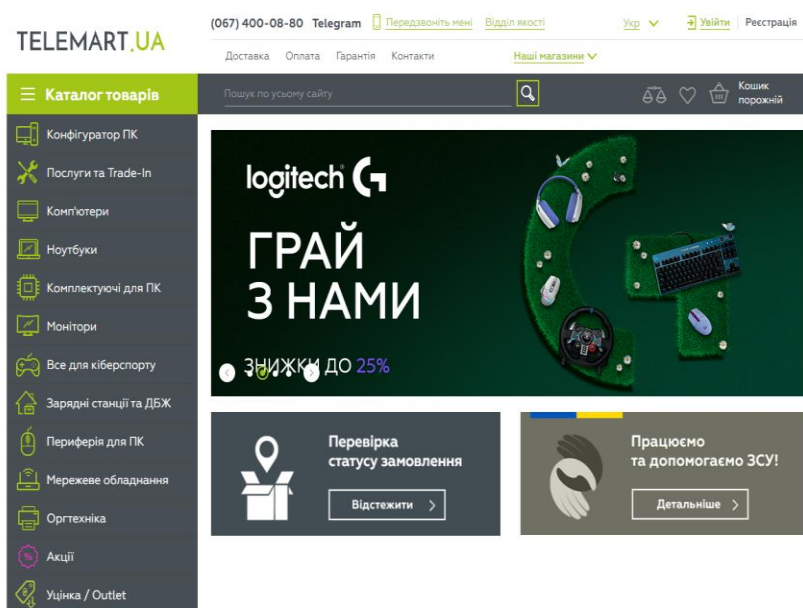 TELEMART.UA
(067) 400-08-80 Telegram Передзвоніть мені Відділ якості Укр Увійти Реєстрація
Доставка Оплата Гарантія Контакти Наші магазини
Каталог товарів
Пошук по усьому сайту
Кошик
порожній
Конфігуратор ПК
Послуги та Trade-In
Комп'ютери
Ноутбуки
Комплектуючі для ПК
Монітори
Все для кіберспорту
Зарядні станції та ДБЖ
Периферія для ПК
Мережеве обладнання
Оргтехніка
Акції
Уцінка / Outlet
logitech G
ГРАЙ
З НАМИ
ЗНИЖКИ ДО 25%
Перевірка
статусу замовлення
Відстежити
Працюємо
та допомогаємо ЗСУ!
Детальніше